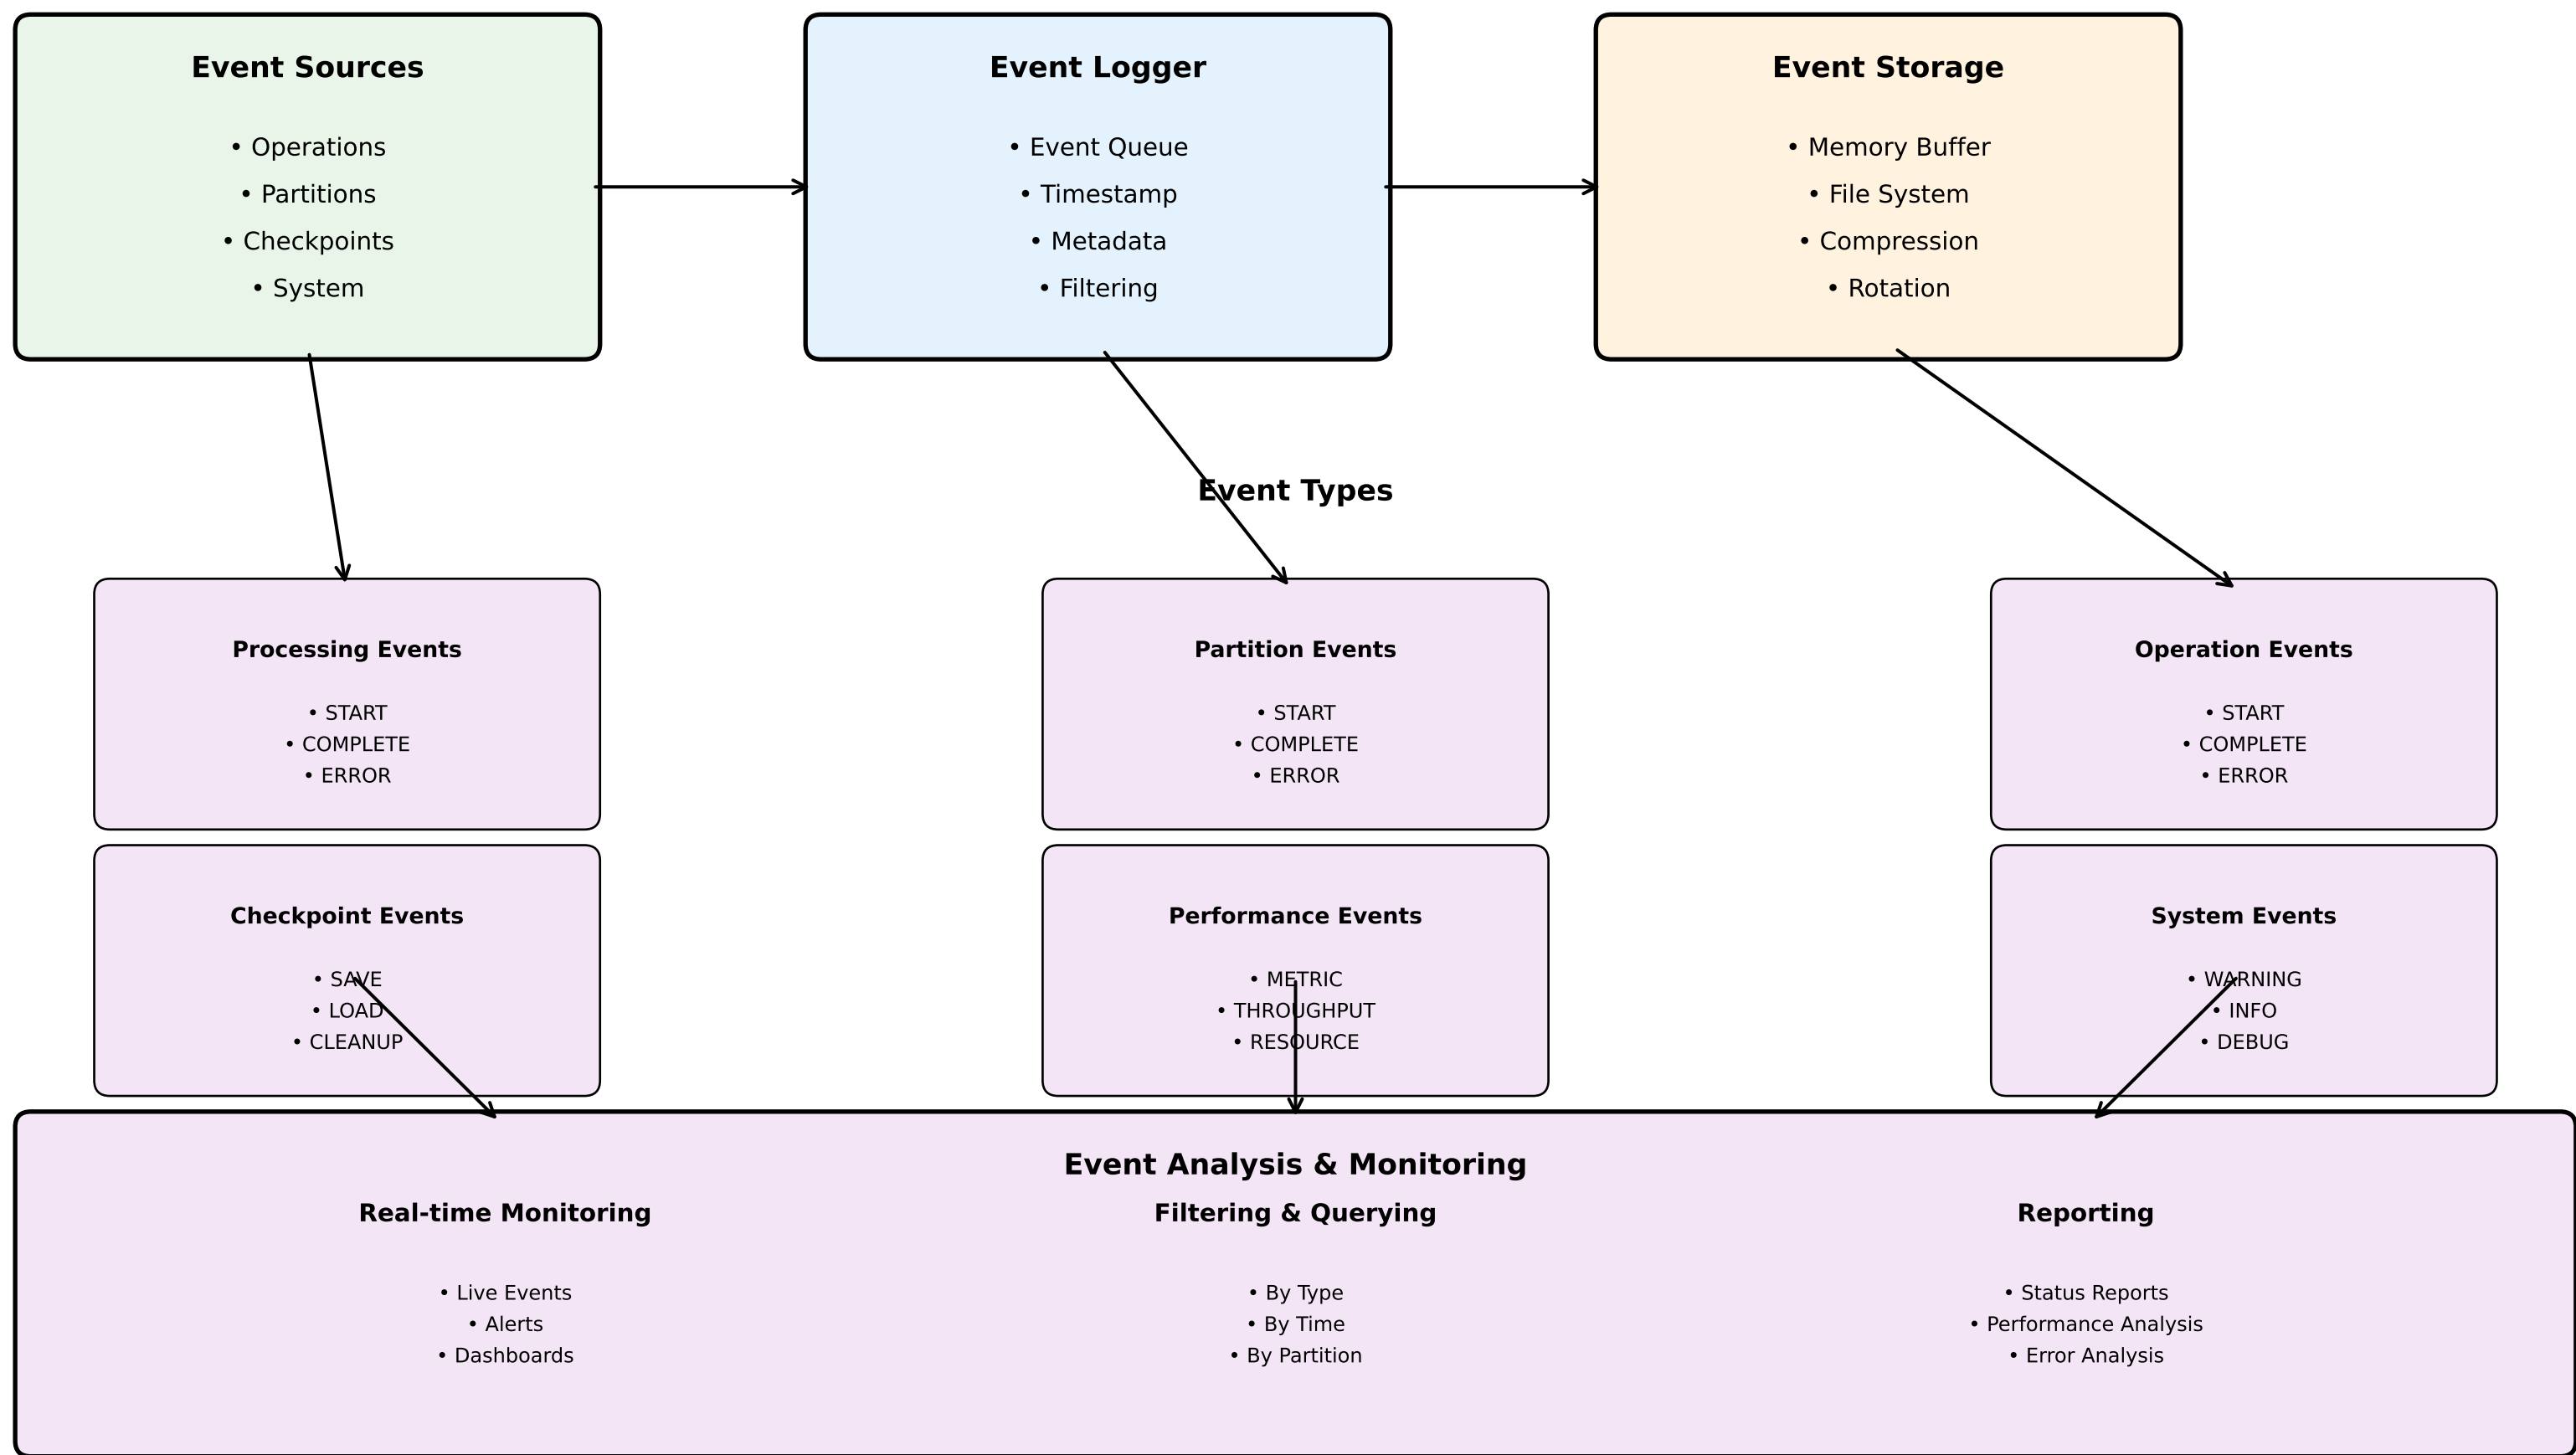 Event Sources
• Operations
• Partitions
• Checkpoints
• System
Event Logger
• Event Queue
• Timestamp
• Metadata
• Filtering
Event Storage
• Memory Buffer
• File System
• Compression
• Rotation
Event Types
Processing Events
• START
• COMPLETE
• ERROR
Partition Events
• START
• COMPLETE
• ERROR
Operation Events
• START
• COMPLETE
• ERROR
Checkpoint Events
• SAVE
• LOAD
• CLEANUP
Performance Events
• METRIC
• THROUGHPUT
• RESOURCE
System Events
• WARNING
• INFO
• DEBUG
Event Analysis & Monitoring
Real-time Monitoring
• Live Events
• Alerts
• Dashboards
Filtering & Querying
• By Type
• By Time
• By Partition
Reporting
• Status Reports
• Performance Analysis
• Error Analysis